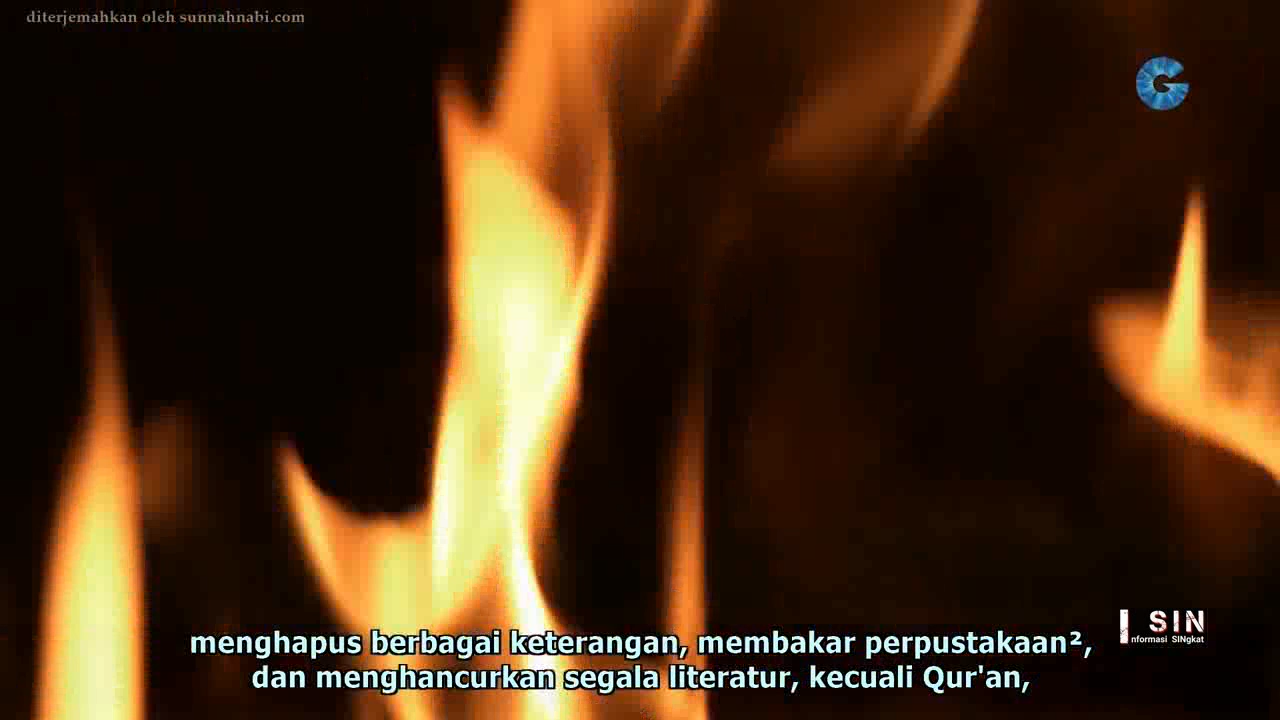 diterjemahkan oleh sunnahnabi.com
G
I SIN
nformasi SINgkat
menghapus berbagai keterangan, membakar perpustakaan²,
dan menghancurkan segala literatur, kecuali Qur'an,